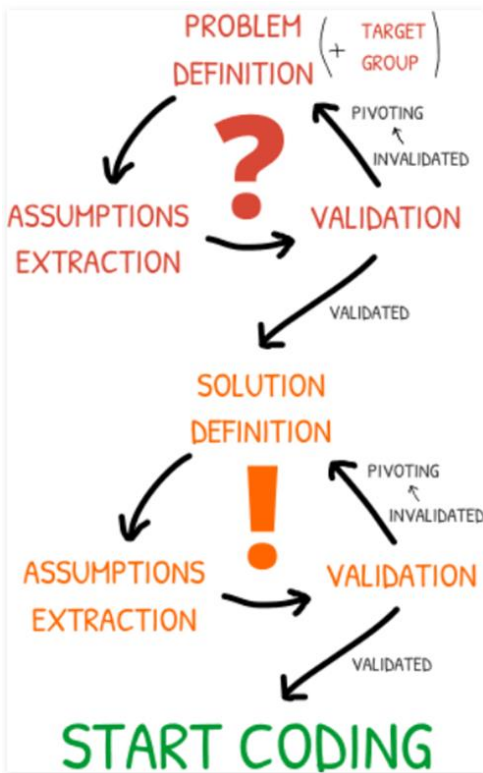 PROBLEM
DEFINITION
( + TARGET
GROUP )
PIVOTING
INVALIDATED
?
ASSUMPTIONS
EXTRACTION
VALIDATION
VALIDATED
SOLUTION
DEFINITION
PIVOTING
INVALIDATED
!
ASSUMPTIONS
EXTRACTION
VALIDATION
VALIDATED
START CODING